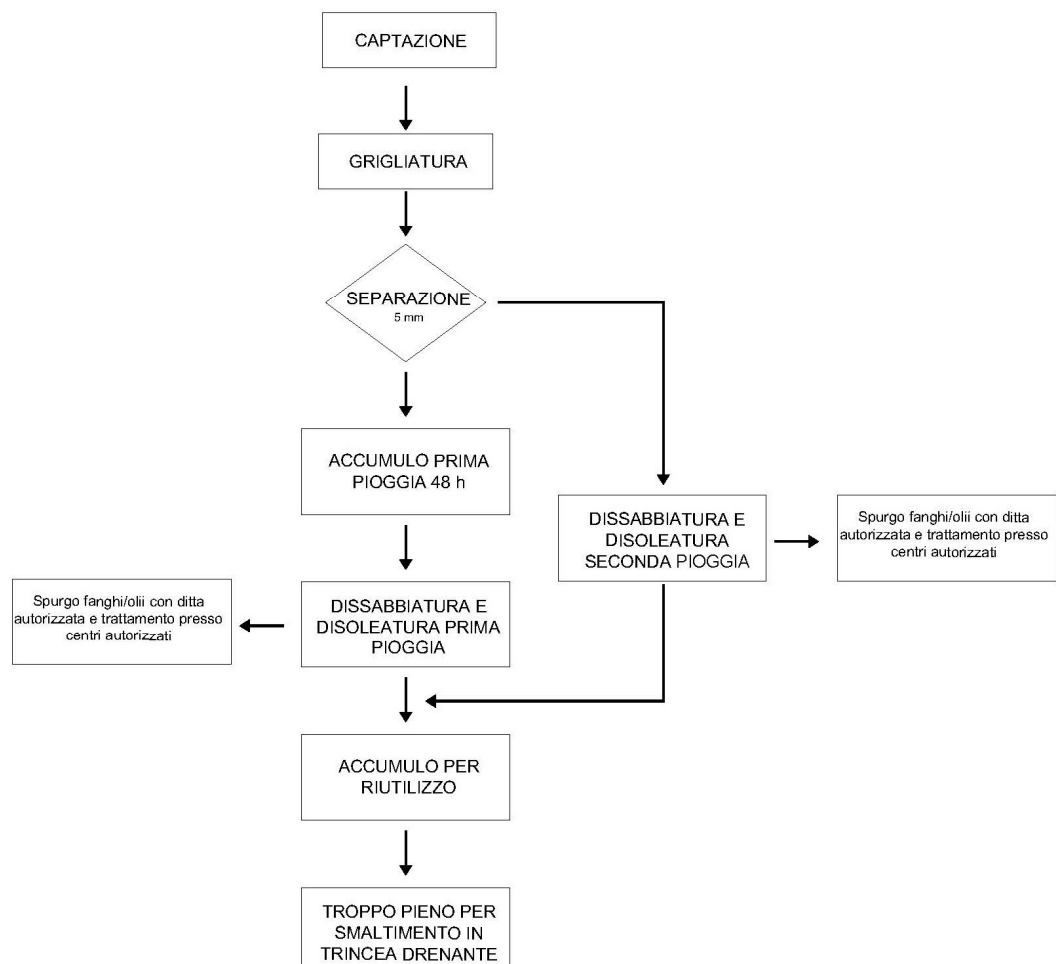 CAPTAZIONE
GRIGLIATURA
SEPARAZIONE
5 mm
ACCUMULO PRIMA
PIOGGIA 48 h
DISSABBIATURA E
DISOLEATURA
SECONDA PIOGGIA
Spurgo fanghi/olii con ditta
autorizzata e trattamento presso
centri autorizzati
Spurgo fanghi/olii con ditta
autorizzata e trattamento presso
centri autorizzati
DISSABBIATURA E
DISOLEATURA PRIMA
PIOGGIA
ACCUMULO PER
RIUTILIZZO
TROPPO PIENO PER
SMALTIMENTO IN
TRINCEA DRENANTE